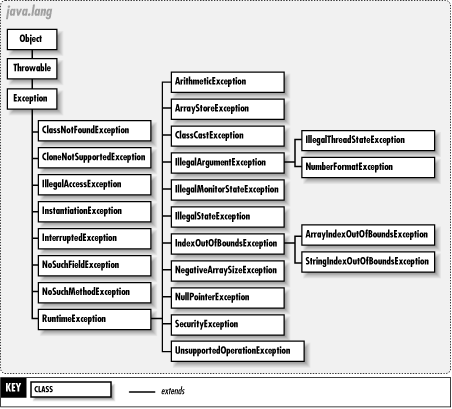 java.lang
Object
Throwable
Exception
ClassNotFoundException
CloneNotSupportedException
IllegalAccessException
InstantiationException
InterruptedException
NoSuchFieldException
NoSuchMethodException
RuntimeException
ArithmeticException
ArrayStoreException
ClassCastException
IllegalArgumentException
IllegalMonitorStateException
IllegalStateException
IndexOutOfBoundsException
NegativeArraySizeException
NullPointerException
SecurityException
UnsupportedOperationException
IllegalThreadStateException
NumberFormatException
ArrayIndexOutOfBoundsException
StringIndexOutOfBoundsException
KEY CLASS extends